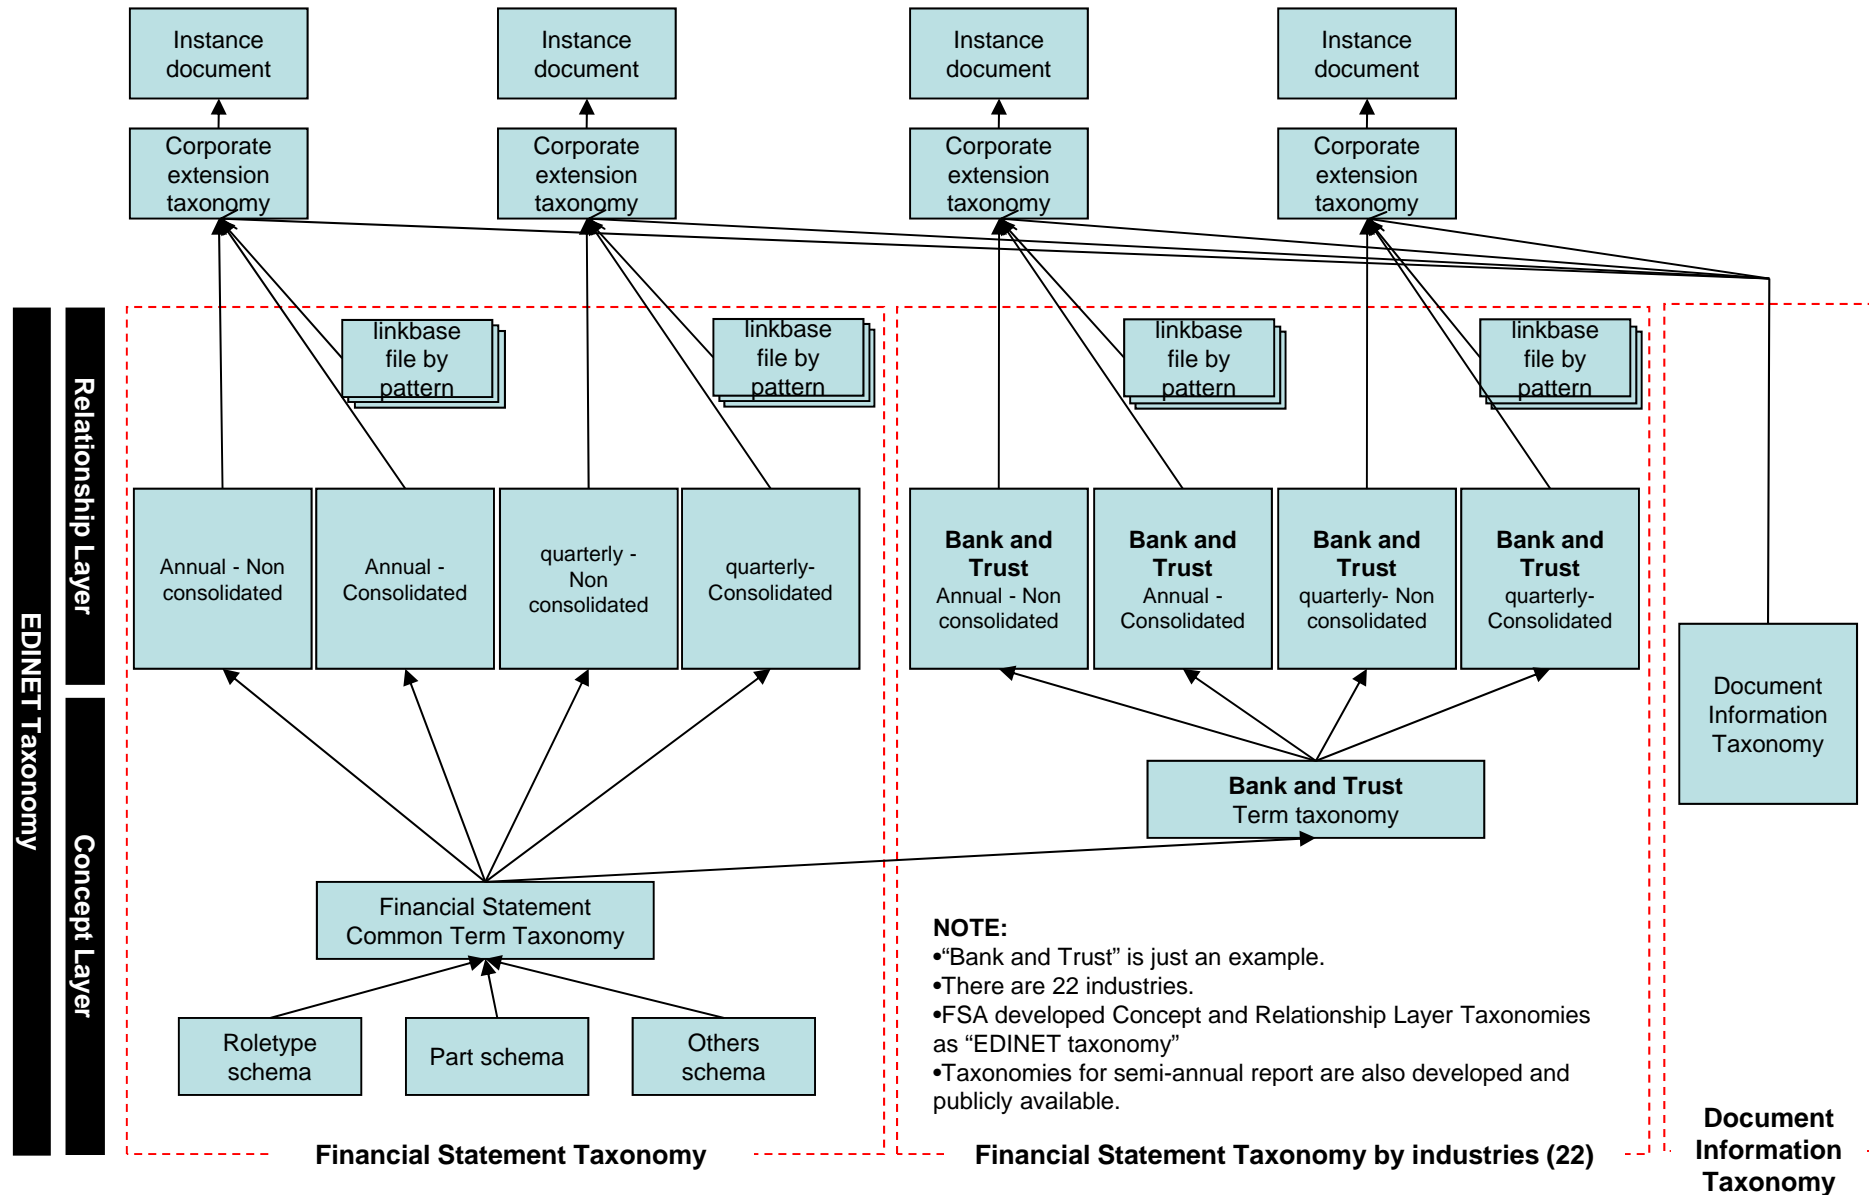 Instance
document
Instance
document
Instance
document
Instance
document
Corporate
extension
taxonomy
Corporate
extension
taxonomy
Corporate
extension
taxonomy
Corporate
extension
taxonomy
EDINET Taxonomy
Relationship Layer
Concept Layer
linkbase
file by
pattern
linkbase
file by
pattern
linkbase
file by
pattern
linkbase
file by
pattern
Annual - Non
consolidated
Annual -
Consolidated
quarterly -
Non
consolidated
quarterly-
Consolidated
Bank and
Trust
Annual - Non
consolidated
Bank and
Trust
Annual -
Consolidated
Bank and
Trust
quarterly- Non
consolidated
Bank and
Trust
quarterly-
Consolidated
Document
Information
Taxonomy
Bank and Trust
Term taxonomy
Financial Statement
Common Term Taxonomy
Roletype
schema
Part schema
Others
schema
NOTE:
•“Bank and Trust” is just an example.
•There are 22 industries.
•FSA developed Concept and Relationship Layer Taxonomies
as “EDINET taxonomy”
•Taxonomies for semi-annual report are also developed and
publicly available.
Financial Statement Taxonomy
Financial Statement Taxonomy by industries (22)
Document
Information
Taxonomy